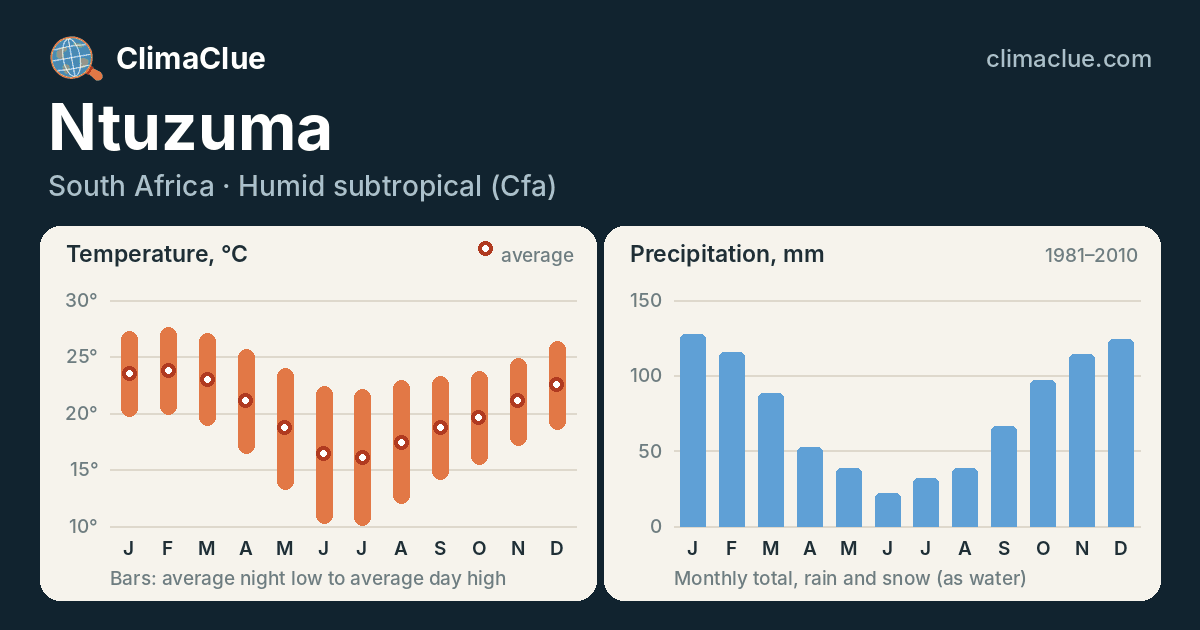 ClimaClue
climaclue.com
Ntuzuma
South Africa · Humid subtropical (Cfa)
Temperature, °C
average
30°
25°
20°
15°
10°
J F M A M J J A S O N D
Bars: average night low to average day high
Precipitation, mm
1981–2010
150
100
50
0
J F M A M J J A S O N D
Monthly total, rain and snow (as water)